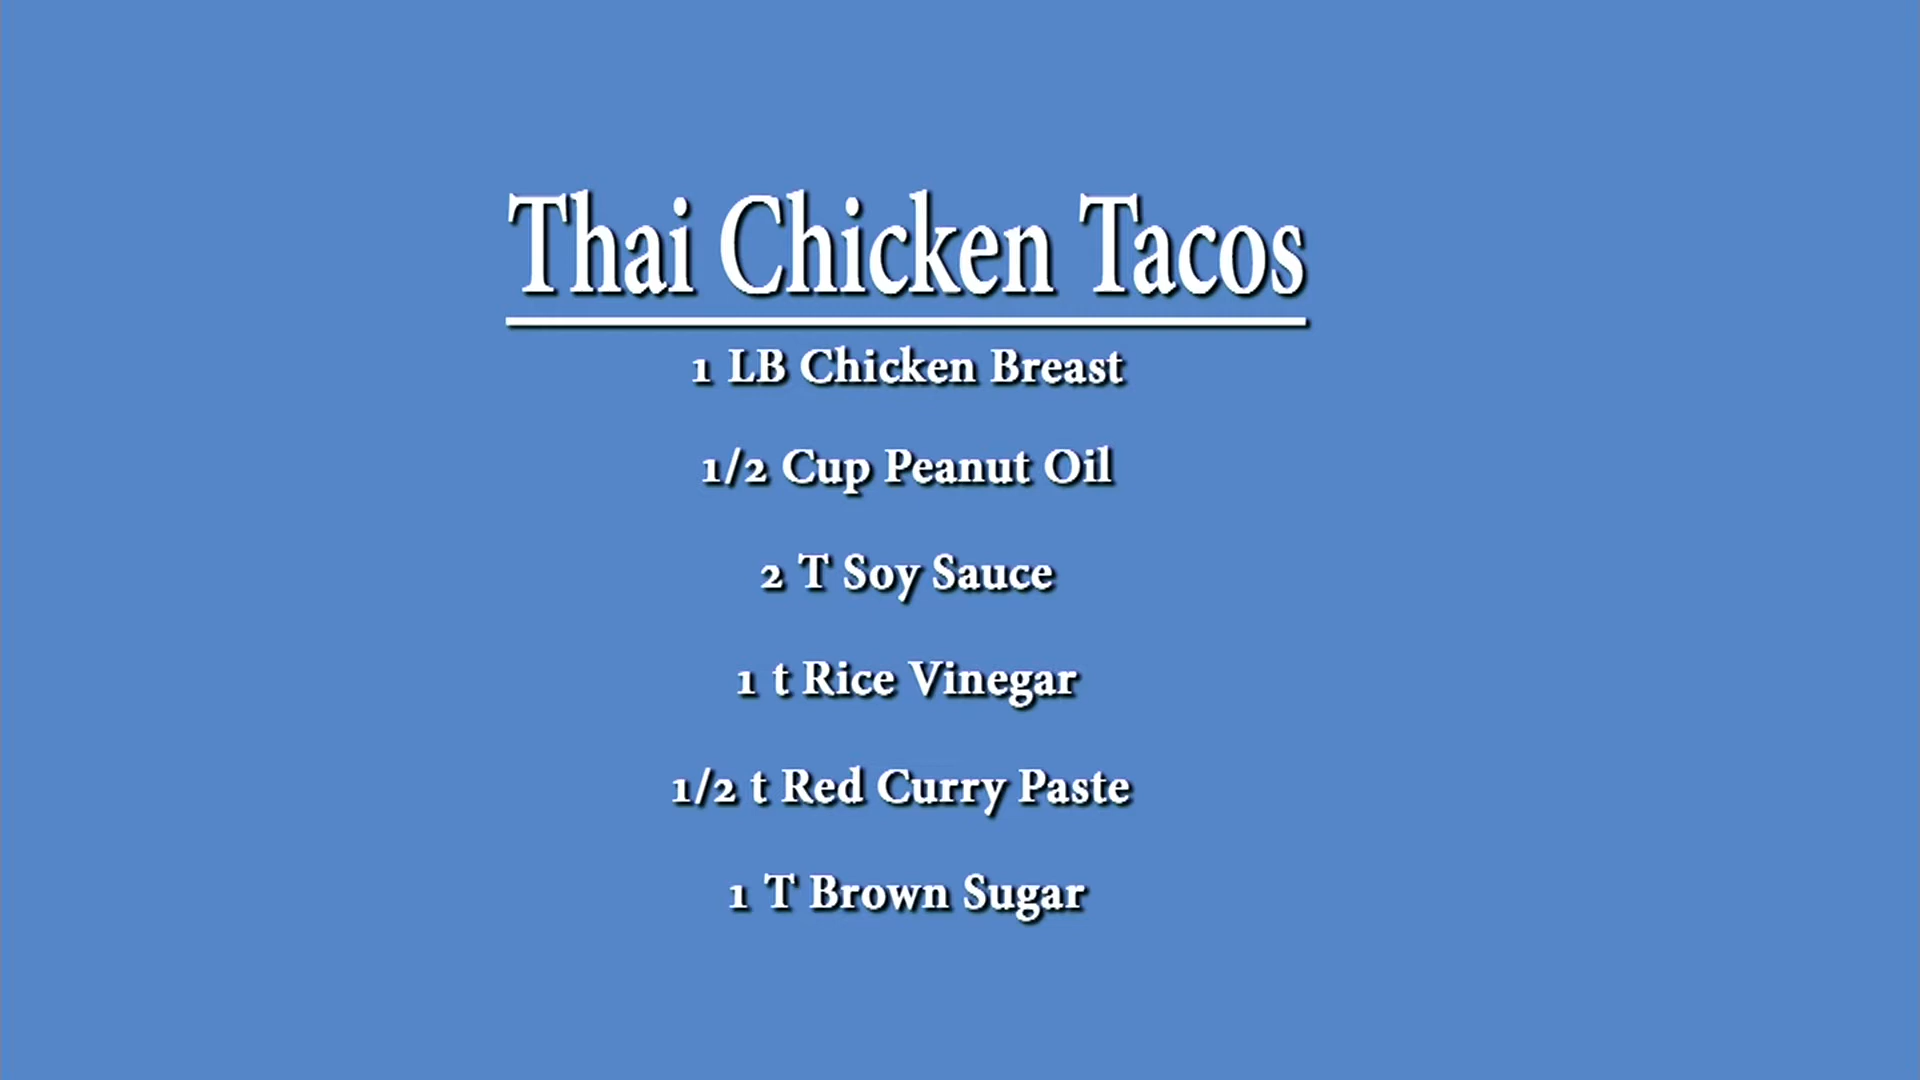 Thai Chicken Tacos
1 LB Chicken Breast
1/2 Cup Peanut Oil
2 T Soy Sauce
1 t Rice Vinegar
1/2 t Red Curry Paste
1 T Brown Sugar